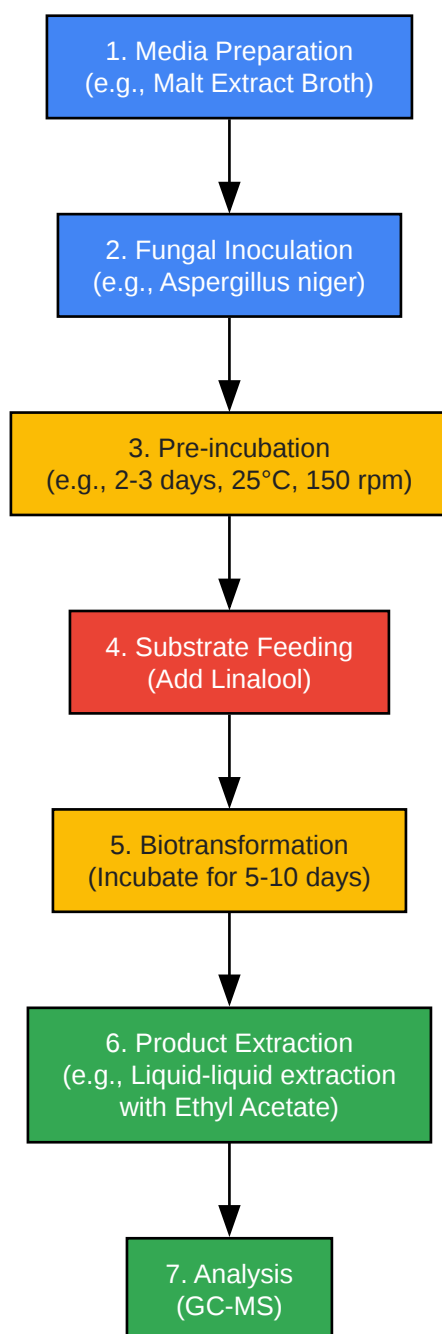 1. Media Preparation
(e.g., Malt Extract Broth)
2. Fungal Inoculation
(e.g., Aspergillus niger)
3. Pre-incubation
(e.g., 2-3 days, 25°C, 150 rpm)
4. Substrate Feeding
(Add Linalool)
5. Biotransformation
(Incubate for 5-10 days)
6. Product Extraction
(e.g., Liquid-liquid extraction
with Ethyl Acetate)
7. Analysis
(GC-MS)